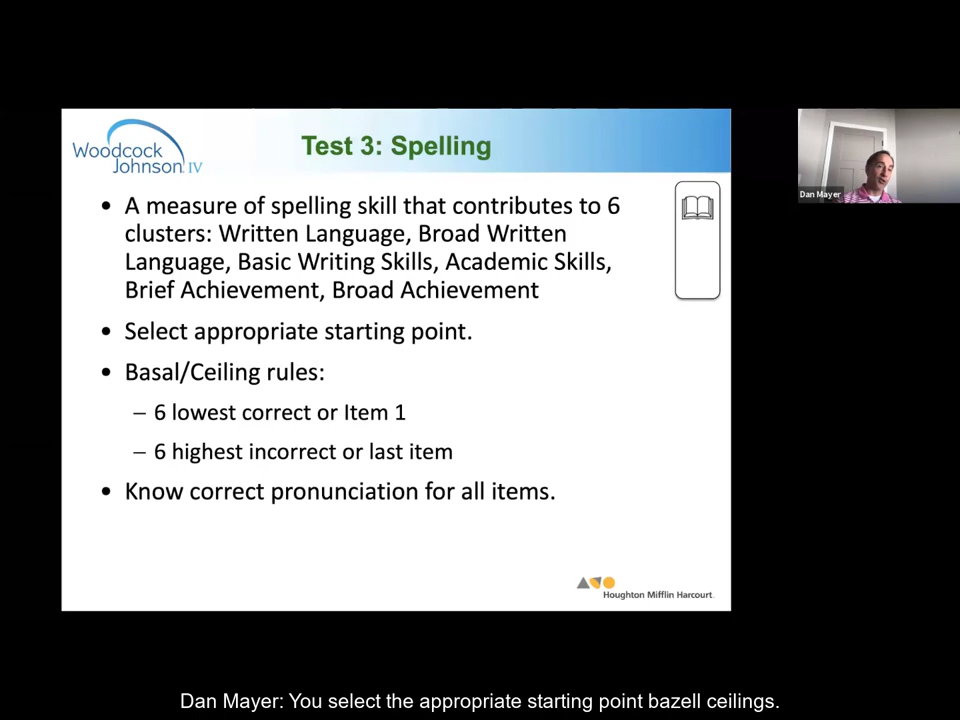 Woodcock
Johnson IV
Test 3: Spelling
• A measure of spelling skill that contributes to 6
clusters: Written Language, Broad Written
Language, Basic Writing Skills, Academic Skills,
Brief Achievement, Broad Achievement
• Select appropriate starting point.
• Basal/Ceiling rules:
– 6 lowest correct or Item 1
– 6 highest incorrect or last item
• Know correct pronunciation for all items.
Houghton Mifflin Harcourt
Dan Mayer
Dan Mayer: You select the appropriate starting point bazell ceilings.